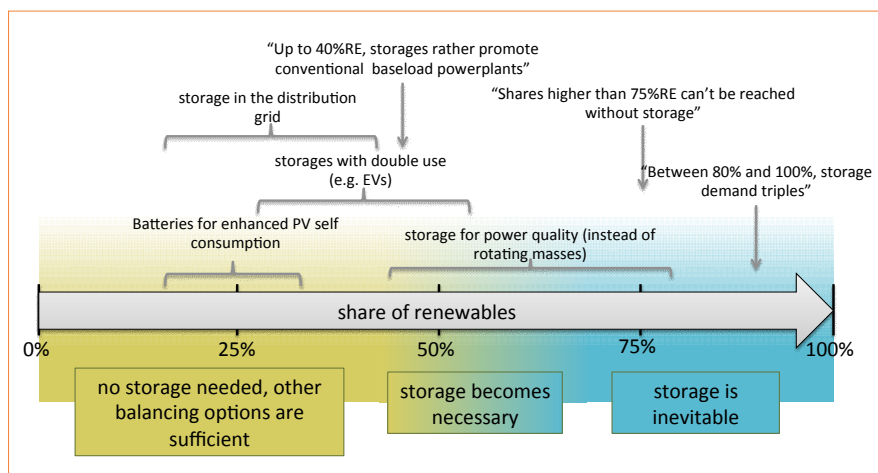 “Up to 40%RE, storages rather promote
conventional baseload powerplants”
storage in the distribution
grid
“Shares higher than 75%RE can’t be reached
without storage”
storages with double use
(e.g. EVs)
“Between 80% and 100%, storage
demand triples”
Batteries for enhanced PV self
consumption
storage for power quality (instead of
rotating masses)
share of renewables
0%
25%
50%
75%
100%
no storage needed, other
balancing options are
sufficient
storage becomes
necessary
storage is
inevitable